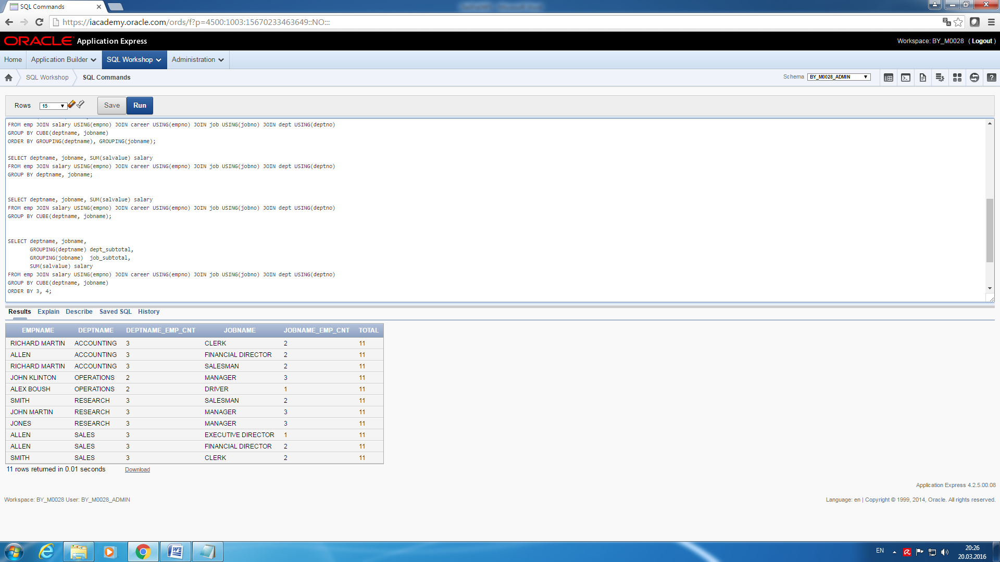 SQL Commands
https://iacademy.oracle.com/ords/f?p=4500:1003:15670233463649::NO:::
ORACLE Application Express
Workspace: BY_M0028 ( Logout )
Home Application Builder SQL Workshop Administration
SQL Workshop SQL Commands
Schema BY_M0028_ADMIN
Rows 15 Save Run
FROM emp JOIN salary USING(empno) JOIN career USING(empno) JOIN job USING(jobno) JOIN dept USING(deptno)
GROUP BY CUBE(deptname, jobname)
ORDER BY GROUPING(deptname), GROUPING(jobname);
SELECT deptname, jobname, SUM(salvalue) salary
FROM emp JOIN salary USING(empno) JOIN career USING(empno) JOIN job USING(jobno) JOIN dept USING(deptno)
GROUP BY deptname, jobname;
SELECT deptname, jobname, SUM(salvalue) salary
FROM emp JOIN salary USING(empno) JOIN career USING(empno) JOIN job USING(jobno) JOIN dept USING(deptno)
GROUP BY CUBE(deptname, jobname);
SELECT deptname, jobname,
GROUPING(deptname) dept_subtotal,
GROUPING(jobname) job_subtotal,
SUM(salvalue) salary
FROM emp JOIN salary USING(empno) JOIN career USING(empno) JOIN job USING(jobno) JOIN dept USING(deptno)
GROUP BY CUBE(deptname, jobname)
ORDER BY 3, 4;
Results Explain Describe Saved SQL History
EMPNAME DEPTNAME DEPTNAME_EMP_CNT JOBNAME JOBNAME_EMP_CNT TOTAL
RICHARD MARTIN ACCOUNTING 3 CLERK 2 11
ALLEN ACCOUNTING 3 FINANCIAL DIRECTOR 2 11
RICHARD MARTIN ACCOUNTING 3 SALESMAN 2 11
JOHN KLINTON OPERATIONS 2 MANAGER 3 11
ALEX BOUSH OPERATIONS 2 DRIVER 1 11
SMITH RESEARCH 3 SALESMAN 2 11
JOHN MARTIN RESEARCH 3 MANAGER 3 11
JONES RESEARCH 3 MANAGER 3 11
ALLEN SALES 3 EXECUTIVE DIRECTOR 1 11
ALLEN SALES 3 FINANCIAL DIRECTOR 2 11
SMITH SALES 3 CLERK 2 11
11 rows returned in 0.01 seconds Download
Application Express 4.2.5.00.08
Workspace: BY_M0028 User: BY_M0028_ADMIN
Language: en | Copyright © 1999, 2014, Oracle. All rights reserved.
EN
20:26
20.03.2016